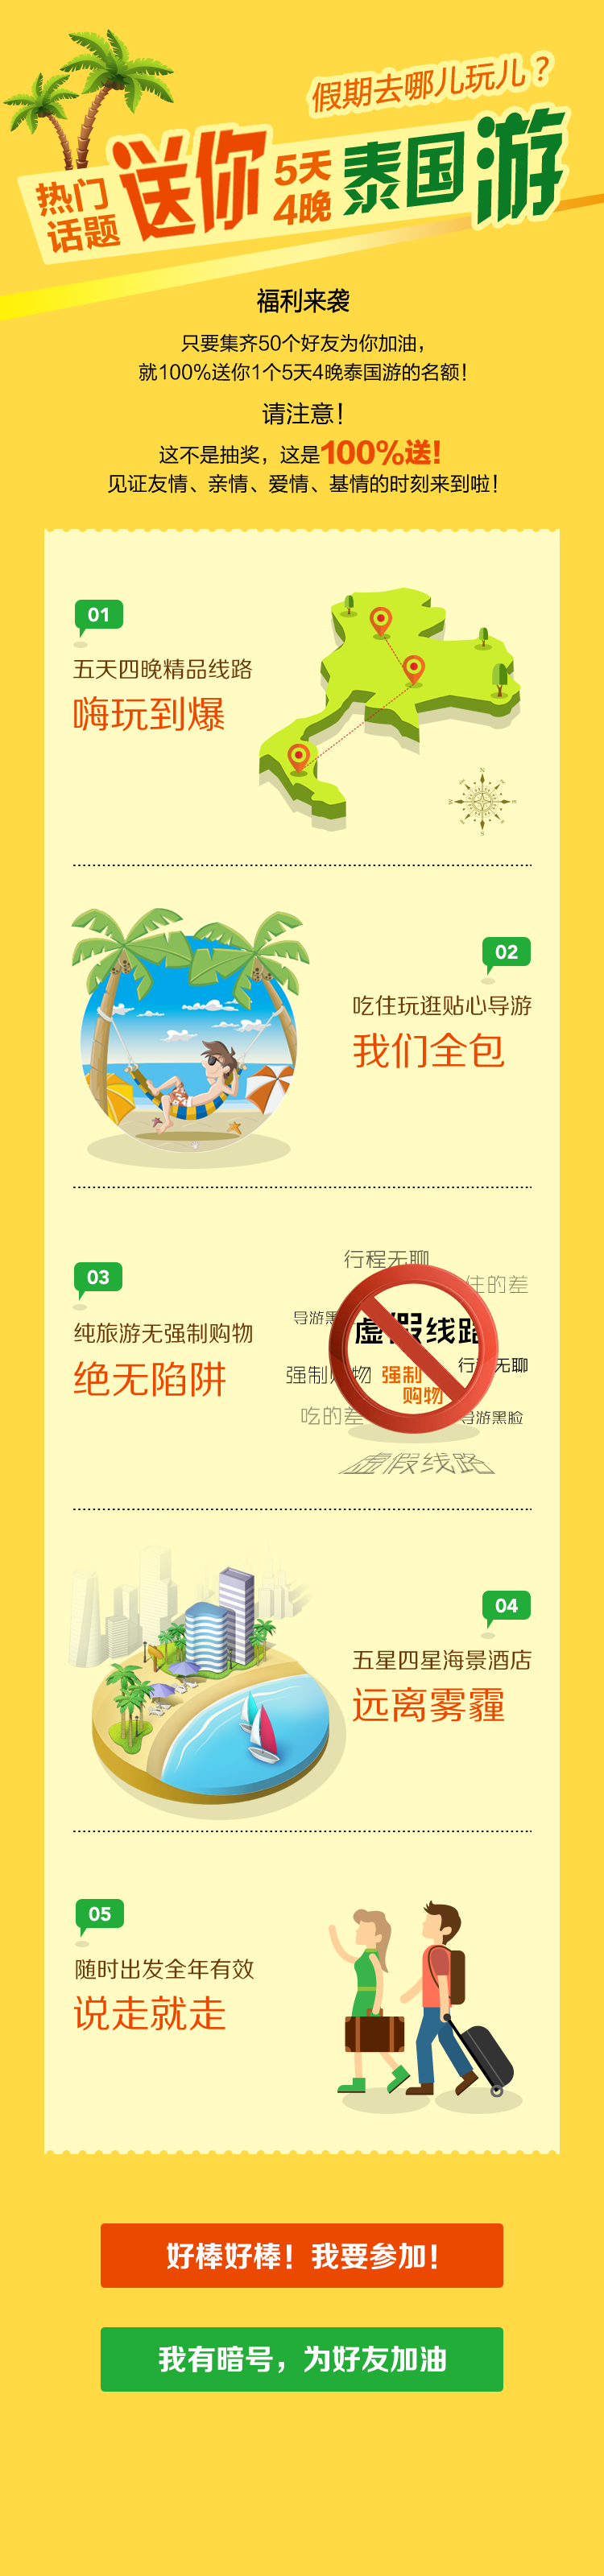 假期去哪儿玩儿？
热门
话题
送你
5天
4晚
泰国游
福利来袭
只要集齐50个好友为你加油，
就100%送你1个5天4晚泰国游的名额！
请注意！
这不是抽奖，这是100%送！
见证友情、亲情、爱情、基情的时刻来到啦！
01
五天四晚精品线路
嗨玩到爆
N
W
E
S
02
吃住玩逛贴心导游
我们全包
03
纯旅游无强制购物
绝无陷阱
行程无聊
住的差
导游黑
虚假线路
强制购物
强制
购物
行程无聊
吃的差
导游黑脸
虚假线路
04
五星四星海景酒店
远离雾霾
05
随时出发全年有效
说走就走
好棒好棒！我要参加！
我有暗号，为好友加油